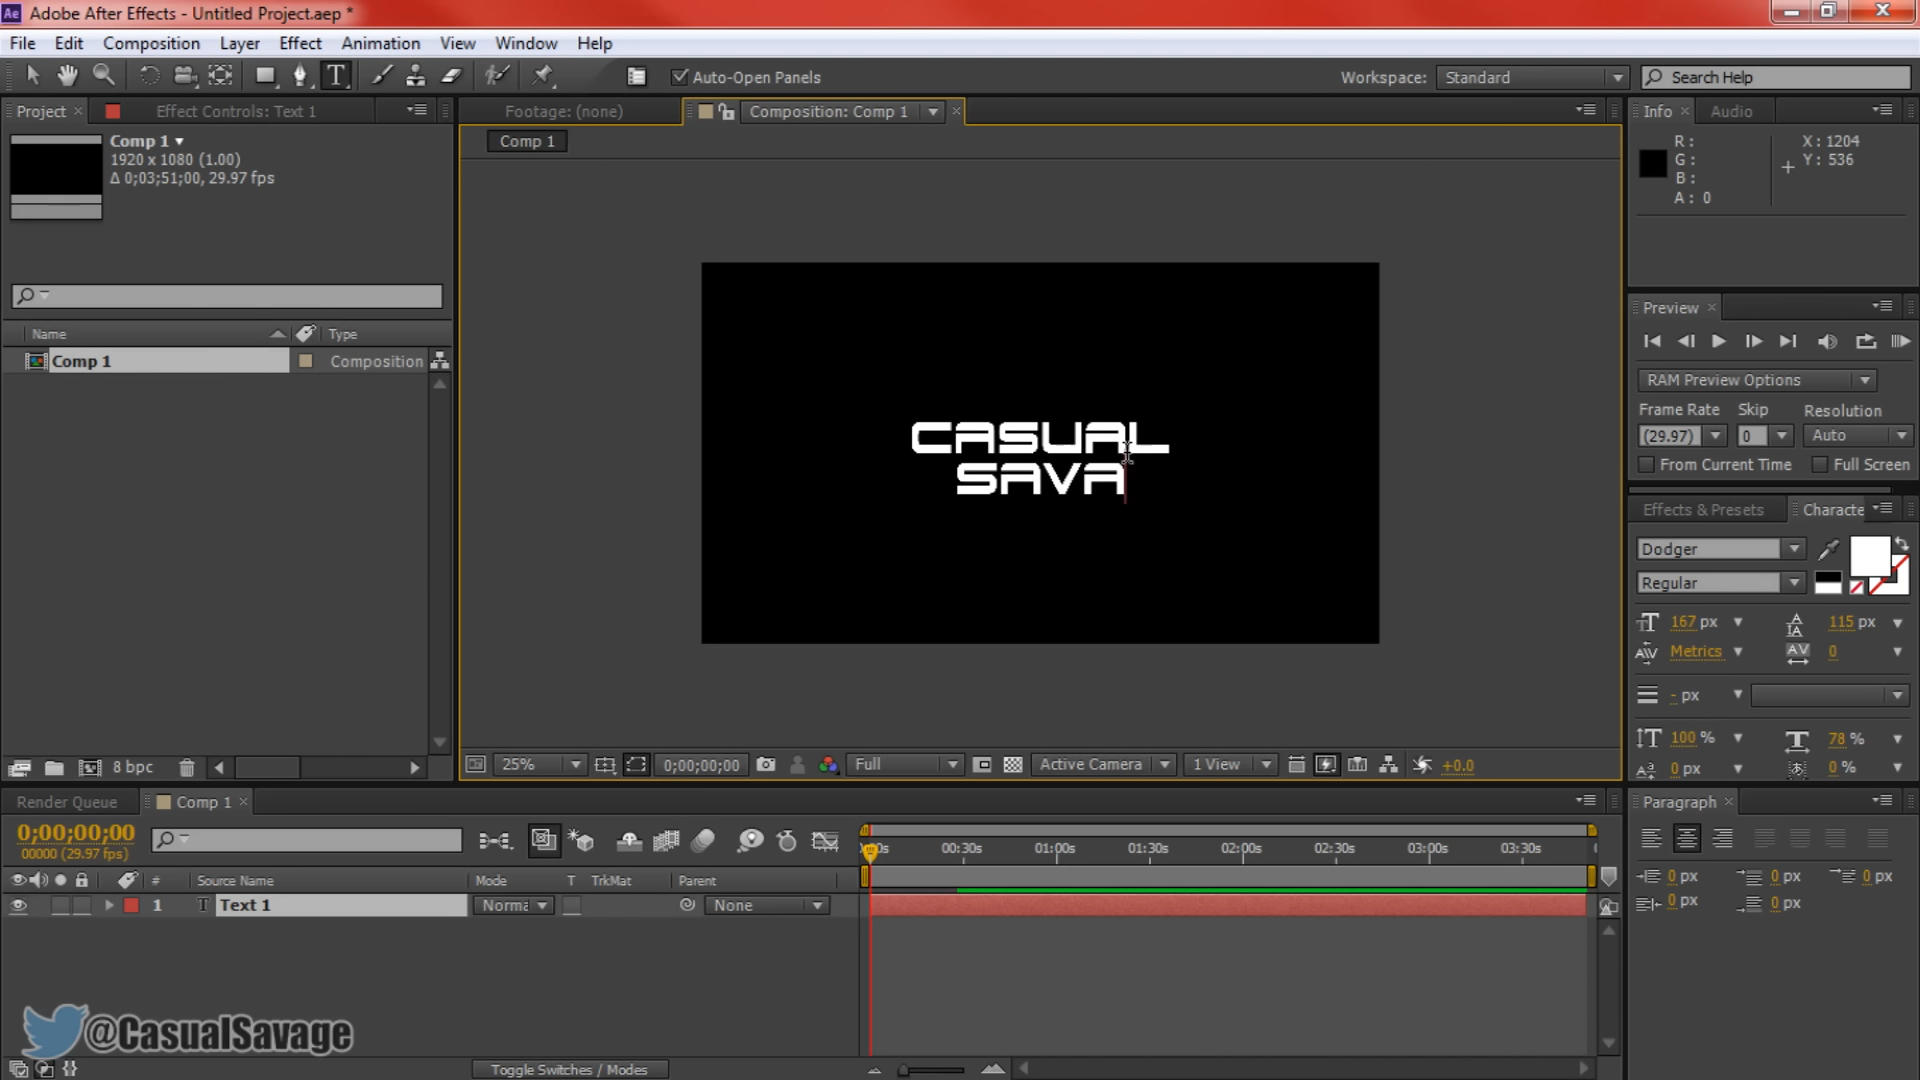 Ae Adobe After Effects - Untitled Project.aep *
File Edit Composition Layer Effect Animation View Window Help
T Auto-Open Panels Workspace: Standard Search Help
Project × Effect Controls: Text 1 Footage: (none) Composition: Comp 1 × Info × Audio
Comp 1
1920 x 1080 (1.00)
Δ 0;03;51;00, 29.97 fps
Comp 1
R :
G :
B :
A : 0
X : 1204
Y : 536
Name Type
Comp 1 Composition
CASUAL
SAVA
Preview ×
RAM Preview Options
Frame Rate Skip Resolution
(29.97) 0 Auto
From Current Time Full Screen
Effects & Presets Characte
Dodger
Regular
167 px 115 px
Metrics 0
- px
100 % 78 %
0 px 0 %
8 bpc
25% 0;00;00;00 Full Active Camera 1 View +0.0
Render Queue Comp 1 × Paragraph ×
0;00;00;00
00000 (29.97 fps)
00:30s 01:00s 01:30s 02:00s 02:30s 03:00s 03:30s
# Source Name Mode T TrkMat Parent
1 T Text 1 Norma None
0 px 0 px 0 px
0 px 0 px
@CasualSavage
Toggle Switches / Modes